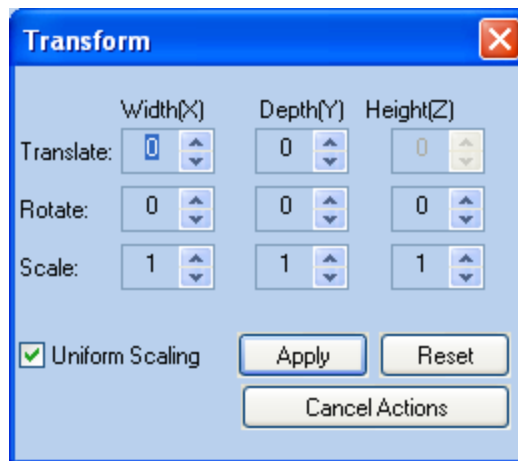 Transform
Width(X) Depth(Y) Height(Z)
Translate: 0 0 0
Rotate: 0 0 0
Scale: 1 1 1
Uniform Scaling Apply Reset
Cancel Actions